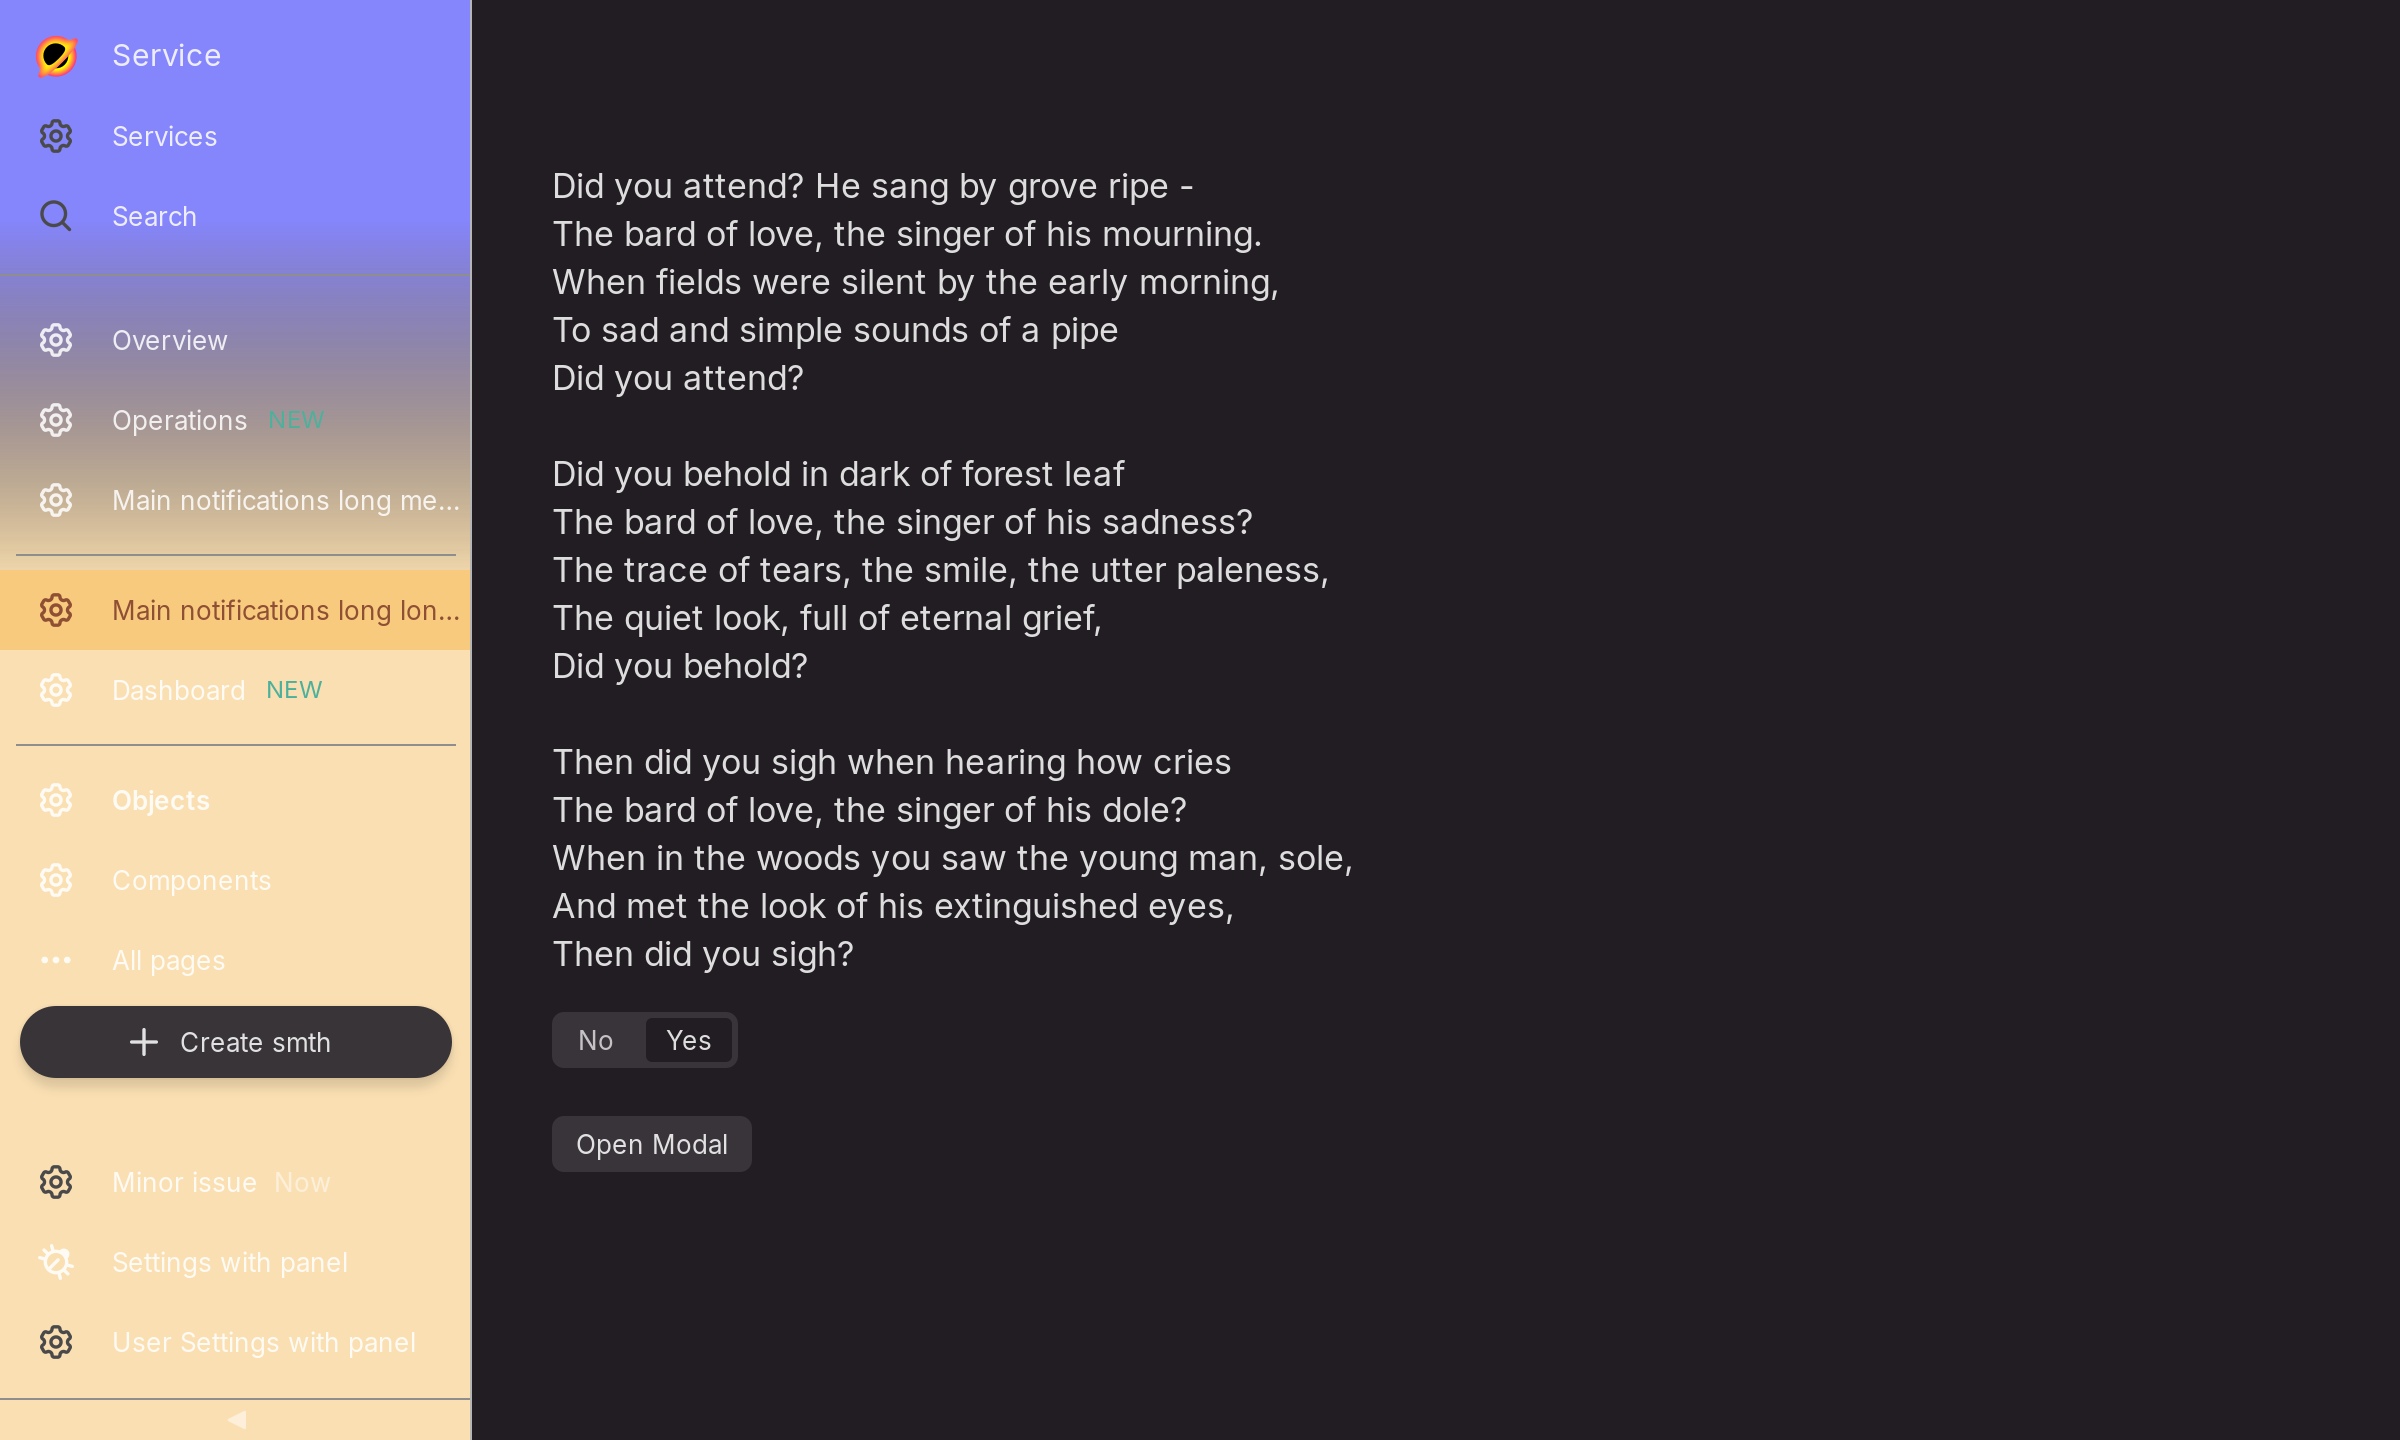 Service
Services
Search
Overview
Operations NEW
Main notifications long me...
Main notifications long lon...
Dashboard NEW
Objects
Components
All pages
Create smth
Minor issue Now
Settings with panel
User Settings with panel
Did you attend? He sang by grove ripe -
The bard of love, the singer of his mourning.
When fields were silent by the early morning,
To sad and simple sounds of a pipe
Did you attend?
Did you behold in dark of forest leaf
The bard of love, the singer of his sadness?
The trace of tears, the smile, the utter paleness,
The quiet look, full of eternal grief,
Did you behold?
Then did you sigh when hearing how cries
The bard of love, the singer of his dole?
When in the woods you saw the young man, sole,
And met the look of his extinguished eyes,
Then did you sigh?
No Yes
Open Modal